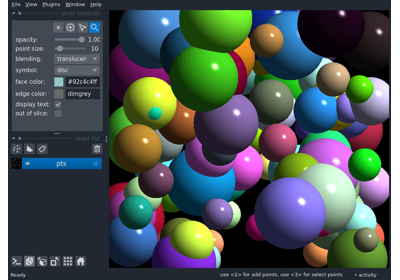 File View Plugins Window Help
layer controls
opacity: 1.00
point size: 10
blending: translucen
symbol: disc
face color: #92c4c4ff
edge color: dimgrey
display text:
out of slice:
layer list
pts
Ready use <2> for add points, use <3> for select points activity